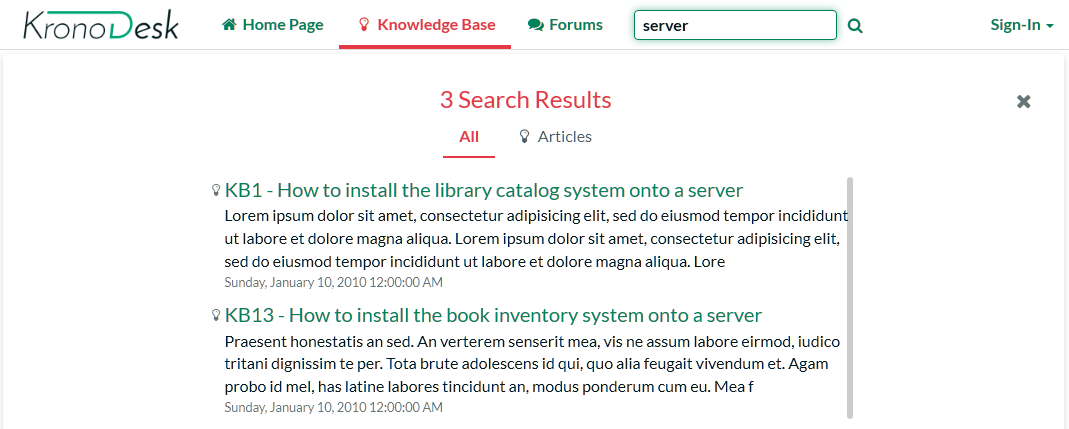 KronoDesk Home Page Knowledge Base Forums server Sign-In
3 Search Results
All Articles
KB1 - How to install the library catalog system onto a server
Lorem ipsum dolor sit amet, consectetur adipisicing elit, sed do eiusmod tempor incididunt
ut labore et dolore magna aliqua. Lorem ipsum dolor sit amet, consectetur adipisicing elit,
sed do eiusmod tempor incididunt ut labore et dolore magna aliqua. Lore
Sunday, January 10, 2010 12:00:00 AM
KB13 - How to install the book inventory system onto a server
Praesent honestatis an sed. An verterem senserit mea, vis ne assum labore eirmod, iudico
tritani dignissim te per. Tota brute adolescens id qui, quo alia feugait vivendum et. Agam
probo id mel, has latine labores tincidunt an, modus ponderum cum eu. Mea f
Sunday, January 10, 2010 12:00:00 AM